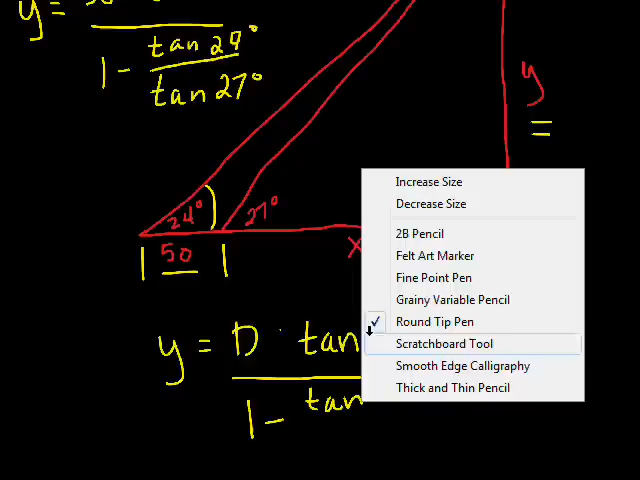 y =
1 - tan 24°
tan 27°
y
=
24°
27°
| 50 |
x
y = D · tan
1 - tan
Increase Size
Decrease Size
2B Pencil
Felt Art Marker
Fine Point Pen
Grainy Variable Pencil
Round Tip Pen
Scratchboard Tool
Smooth Edge Calligraphy
Thick and Thin Pencil